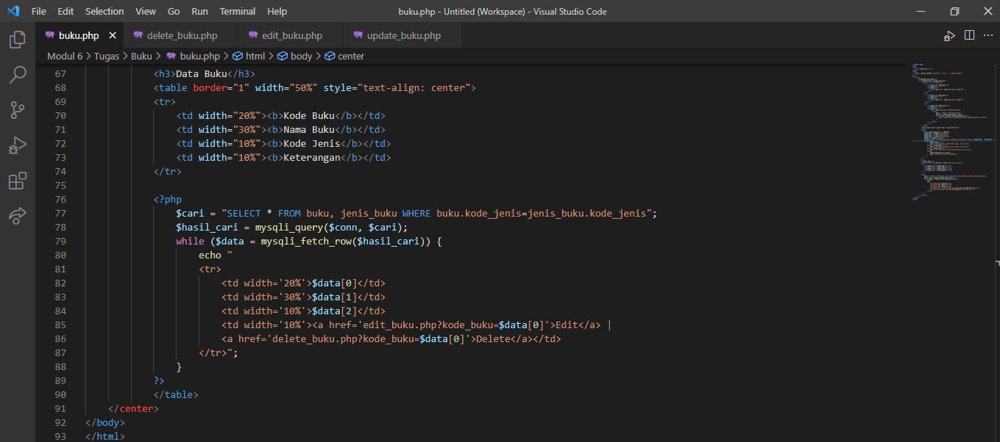 File Edit Selection View Go Run Terminal Help buku.php - Untitled (Workspace) - Visual Studio Code
buku.php delete_buku.php edit_buku.php update_buku.php
Modul 6 > Tugas > Buku > buku.php > html > body > center
67 <h3>Data Buku</h3>
68 <table border="1" width="50%" style="text-align: center">
69 <tr>
70 <td width="20%"><b>Kode Buku</b></td>
71 <td width="30%"><b>Nama Buku</b></td>
72 <td width="10%"><b>Kode Jenis</b></td>
73 <td width="10%"><b>Keterangan</b></td>
74 </tr>
75
76 <?php
77 $cari = "SELECT * FROM buku, jenis_buku WHERE buku.kode_jenis=jenis_buku.kode_jenis";
78 $hasil_cari = mysqli_query($conn, $cari);
79 while ($data = mysqli_fetch_row($hasil_cari)) {
80 echo "
81 <tr>
82 <td width='20%'>$data[0]</td>
83 <td width='30%'>$data[1]</td>
84 <td width='10%'>$data[2]</td>
85 <td width='10%'><a href='edit_buku.php?kode_buku=$data[0]'>Edit</a> |
86 <a href='delete_buku.php?kode_buku=$data[0]'>Delete</a></td>
87 </tr>";
88 }
89 ?>
90 </table>
91 </center>
92 </body>
93 </html>